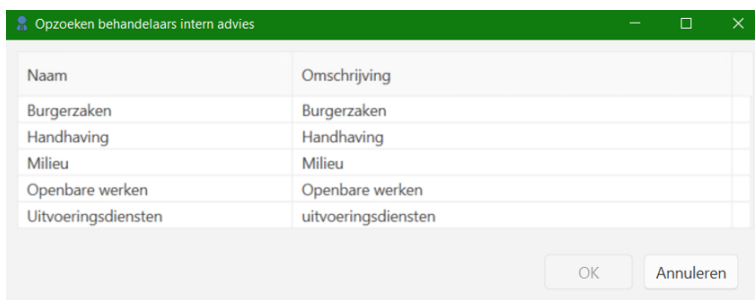 Opzoeken behandelaars intern advies
Naam Omschrijving
Burgerzaken Burgerzaken
Handhaving Handhaving
Milieu Milieu
Openbare werken Openbare werken
Uitvoeringsdiensten uitvoeringsdiensten
OK Annuleren